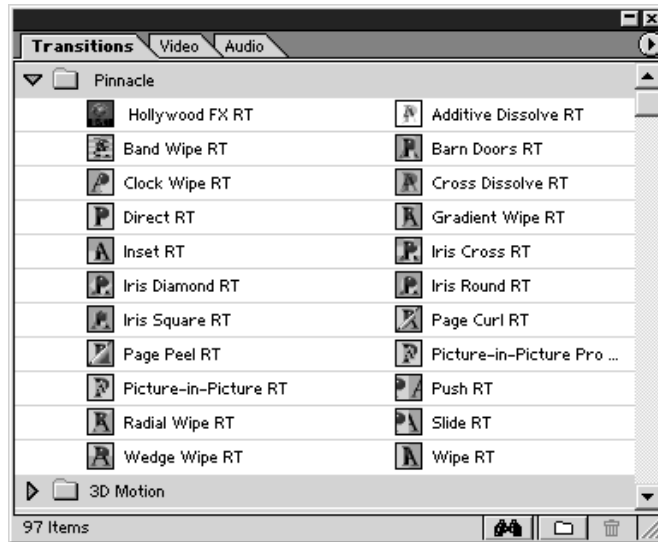 Transitions Video Audio
Pinnacle
Hollywood FX RT Additive Dissolve RT
Band Wipe RT Barn Doors RT
Clock Wipe RT Cross Dissolve RT
Direct RT Gradient Wipe RT
Inset RT Iris Cross RT
Iris Diamond RT Iris Round RT
Iris Square RT Page Curl RT
Page Peel RT Picture-in-Picture Pro ...
Picture-in-Picture RT Push RT
Radial Wipe RT Slide RT
Wedge Wipe RT Wipe RT
3D Motion
97 Items